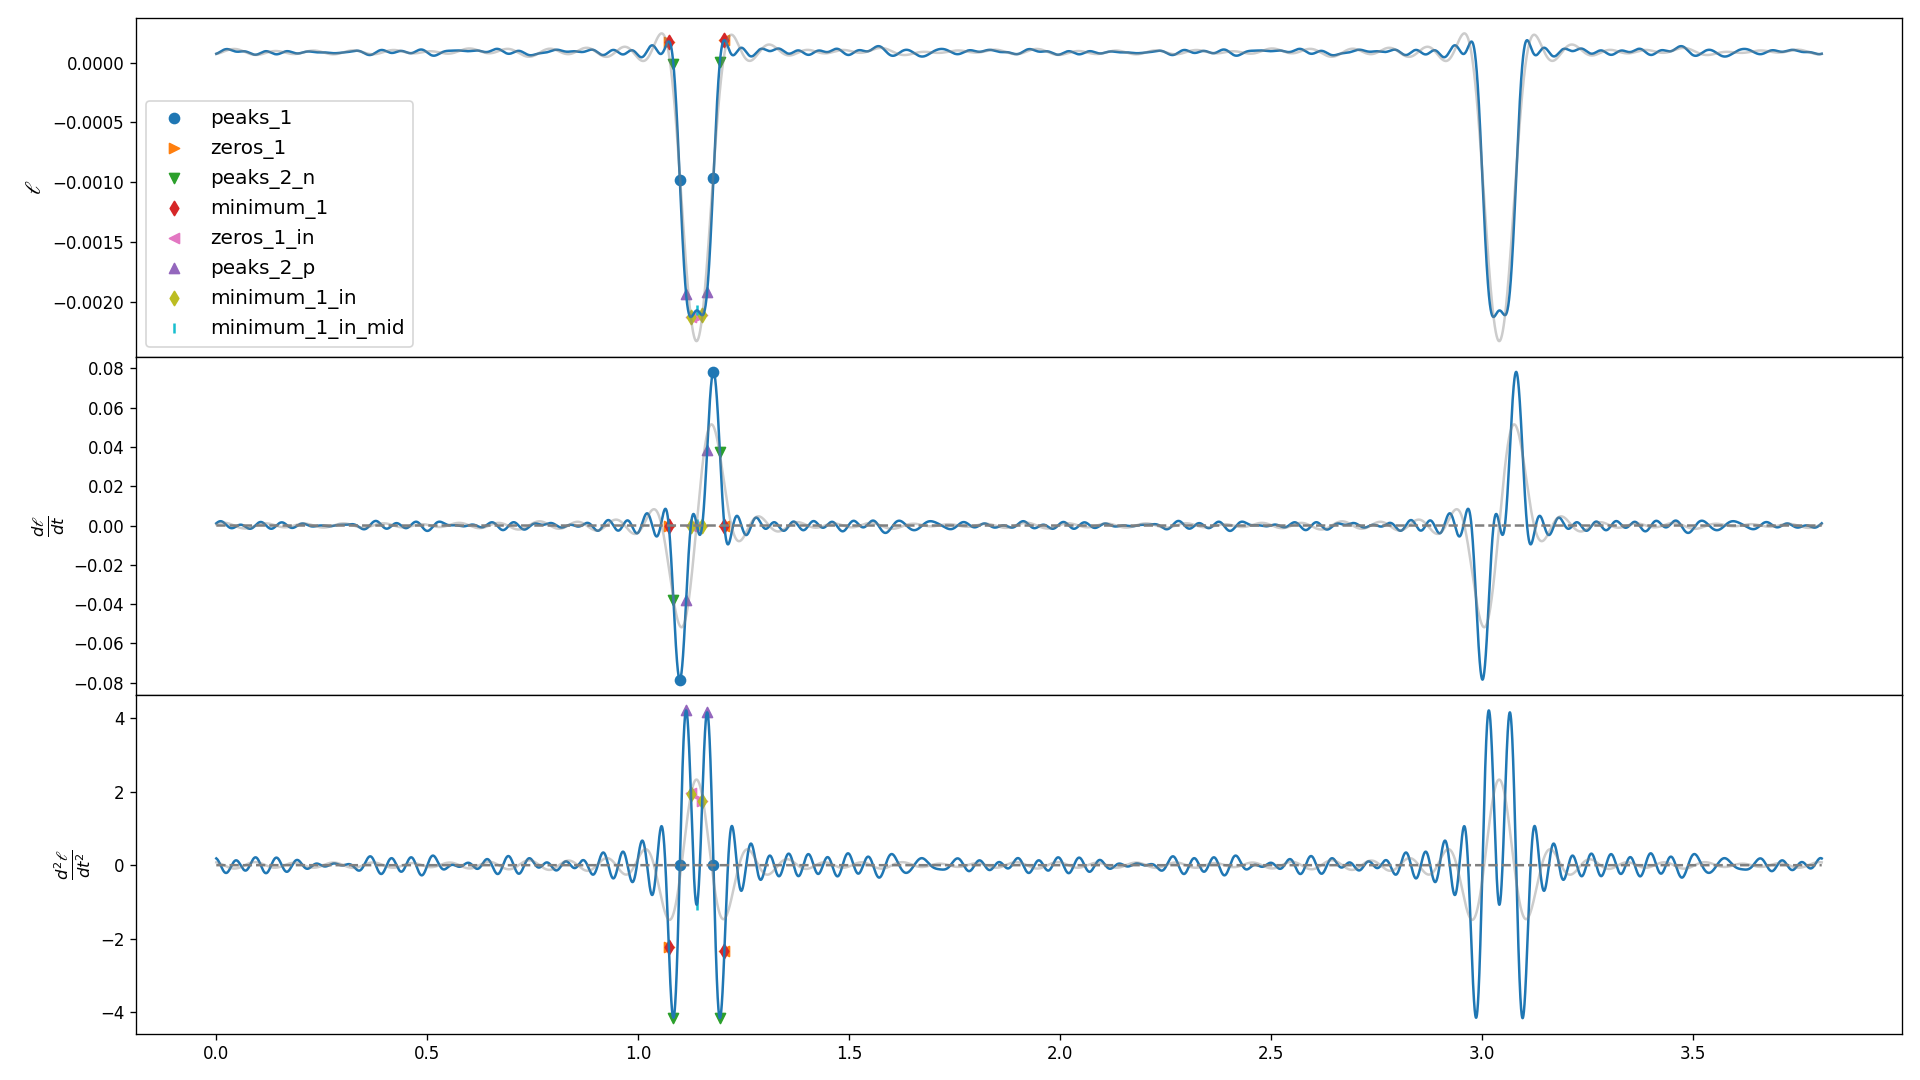 0.0000
−0.0005
−0.0010
−0.0015
−0.0020
ℓ
peaks_1
zeros_1
peaks_2_n
minimum_1
zeros_1_in
peaks_2_p
minimum_1_in
minimum_1_in_mid
0.08
0.06
0.04
0.02
0.00
−0.02
−0.04
−0.06
−0.08
dℓ
dt
4
2
0
−2
−4
d²ℓ
dt²
0.0 0.5 1.0 1.5 2.0 2.5 3.0 3.5